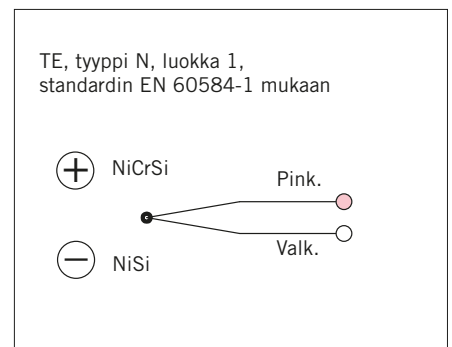 TE, tyyppi N, luokka 1,
standardin EN 60584-1 mukaan
+ NiCrSi
Pink.
Valk.
− NiSi